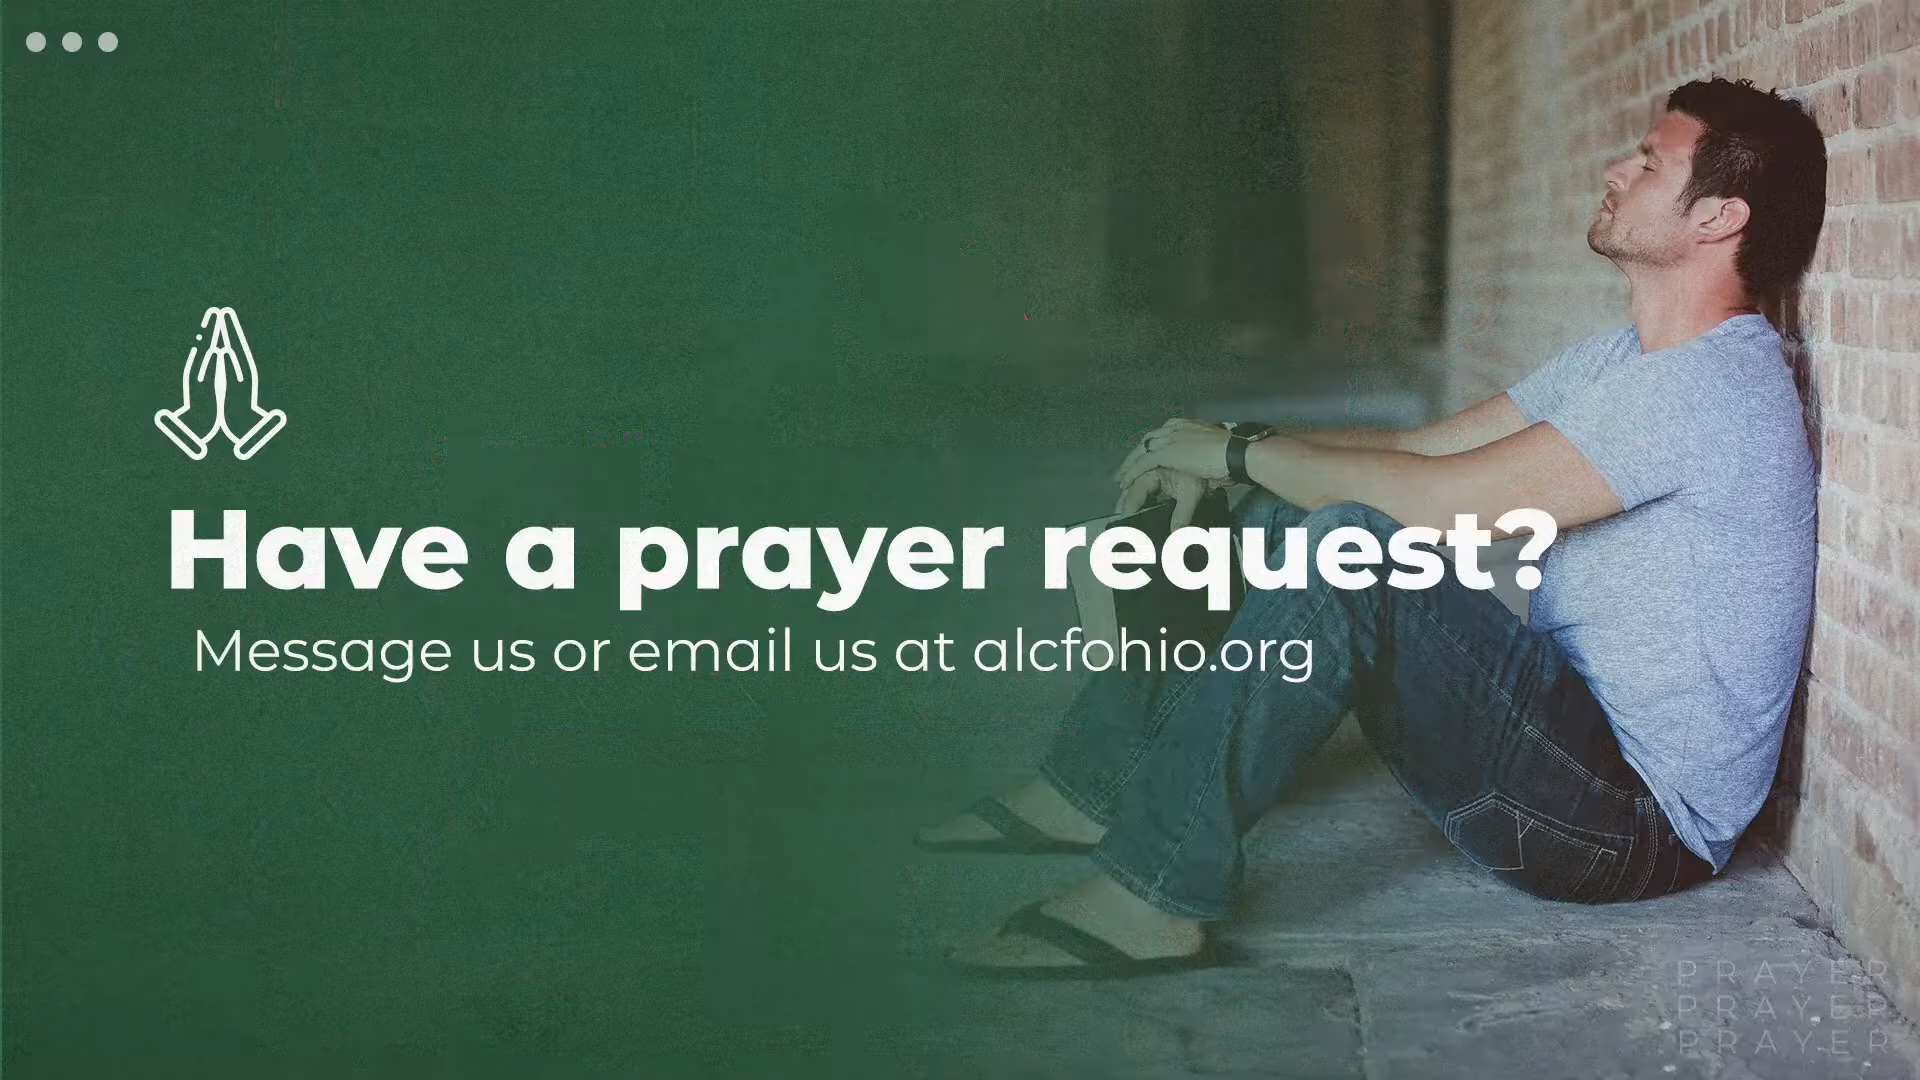 Have a prayer request?
Message us or email us at alcfohio.org
PRAYER
PRAYER
PRAYER